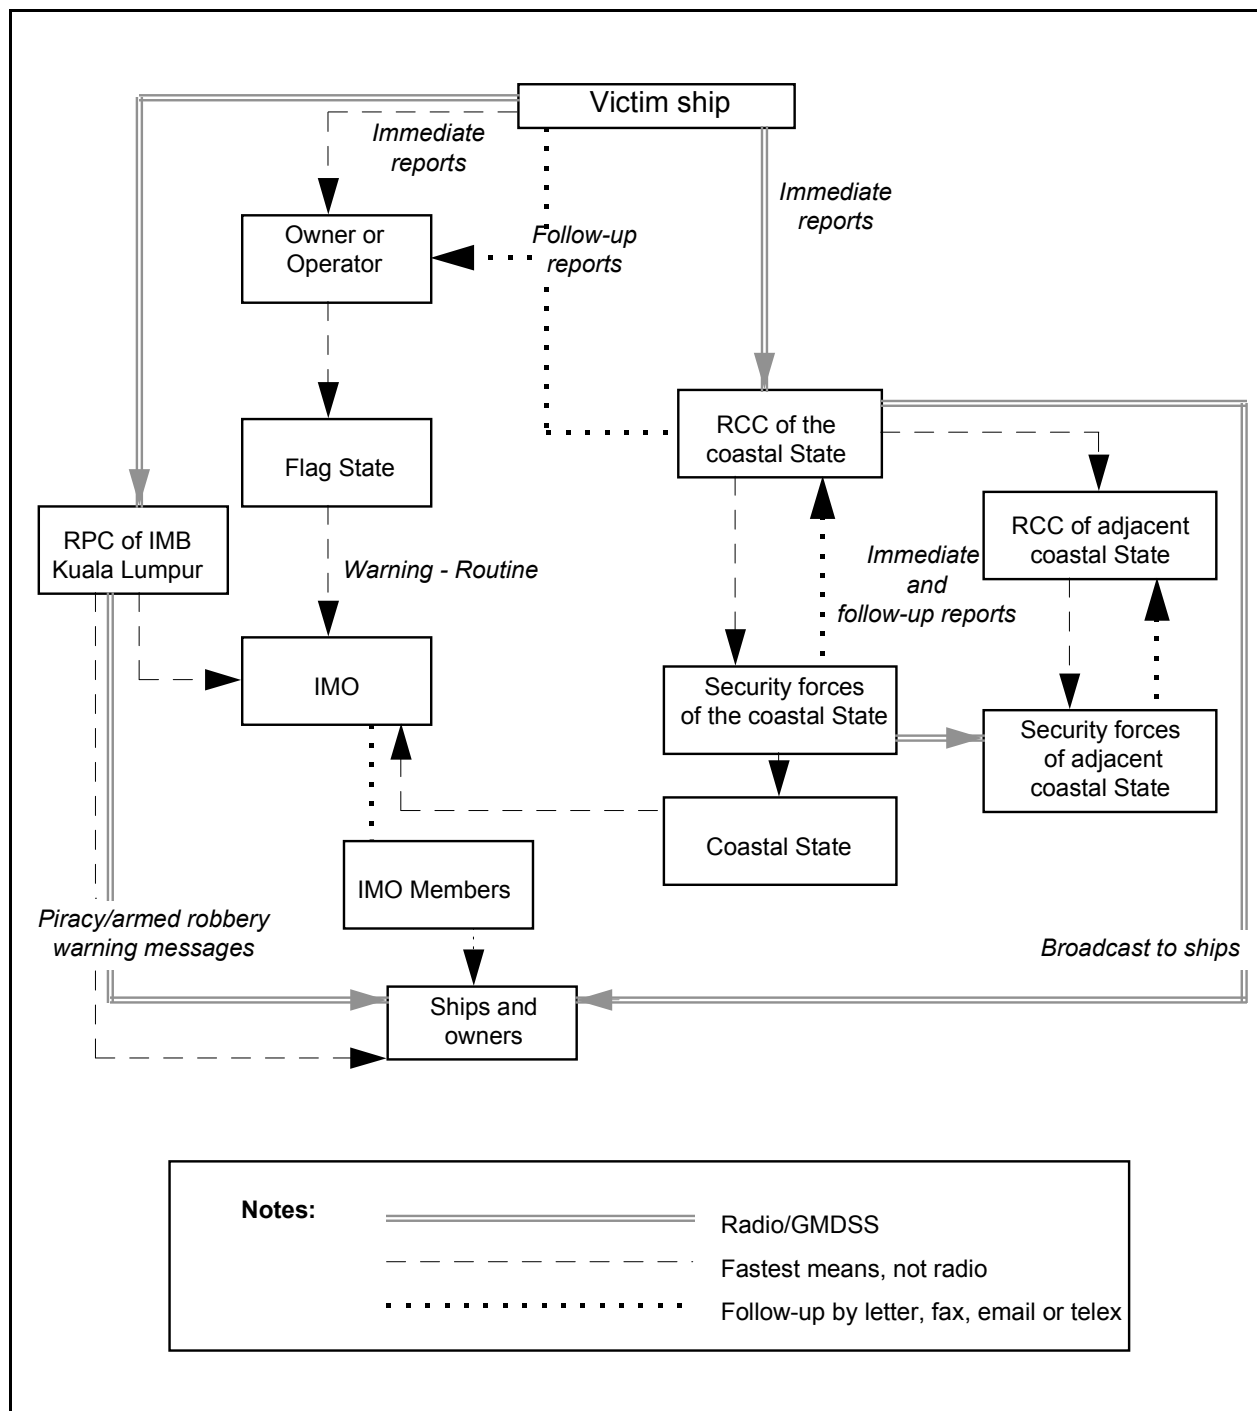 Victim ship
Immediate
reports
Immediate
reports
Owner or
Operator
Follow-up
reports
RCC of the
coastal State
Flag State
RPC of IMB
Kuala Lumpur
RCC of adjacent
coastal State
Warning - Routine
Immediate
and
follow-up reports
IMO
Security forces
of the coastal State
Security forces
of adjacent
coastal State
Coastal State
IMO Members
Piracy/armed robbery
warning messages
Broadcast to ships
Ships and
owners
Notes:
Radio/GMDSS
Fastest means, not radio
Follow-up by letter, fax, email or telex